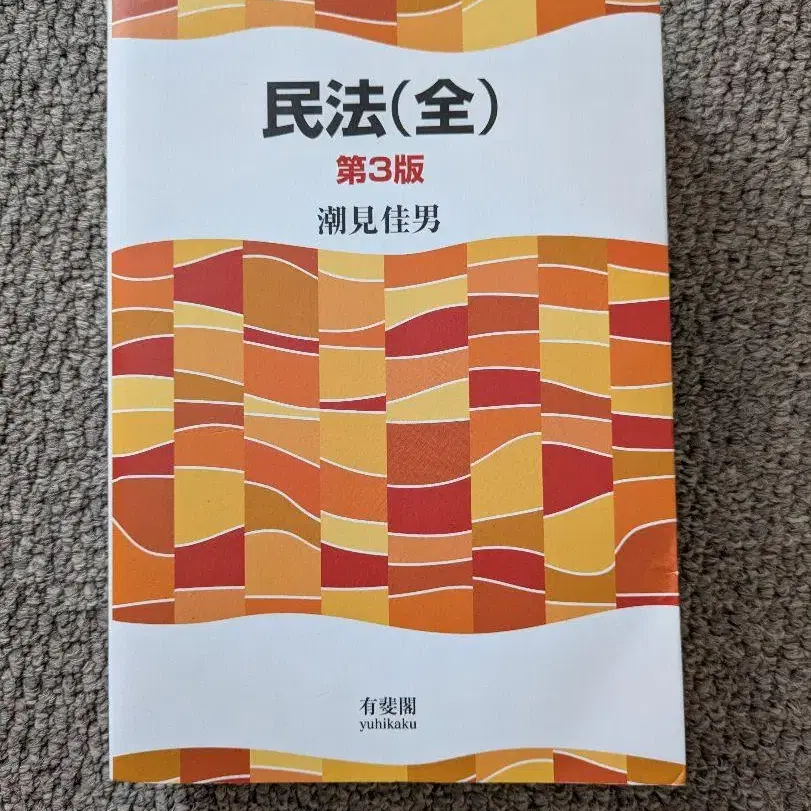 民法(全)
第3版
潮見佳男
有斐閣
yuhikaku